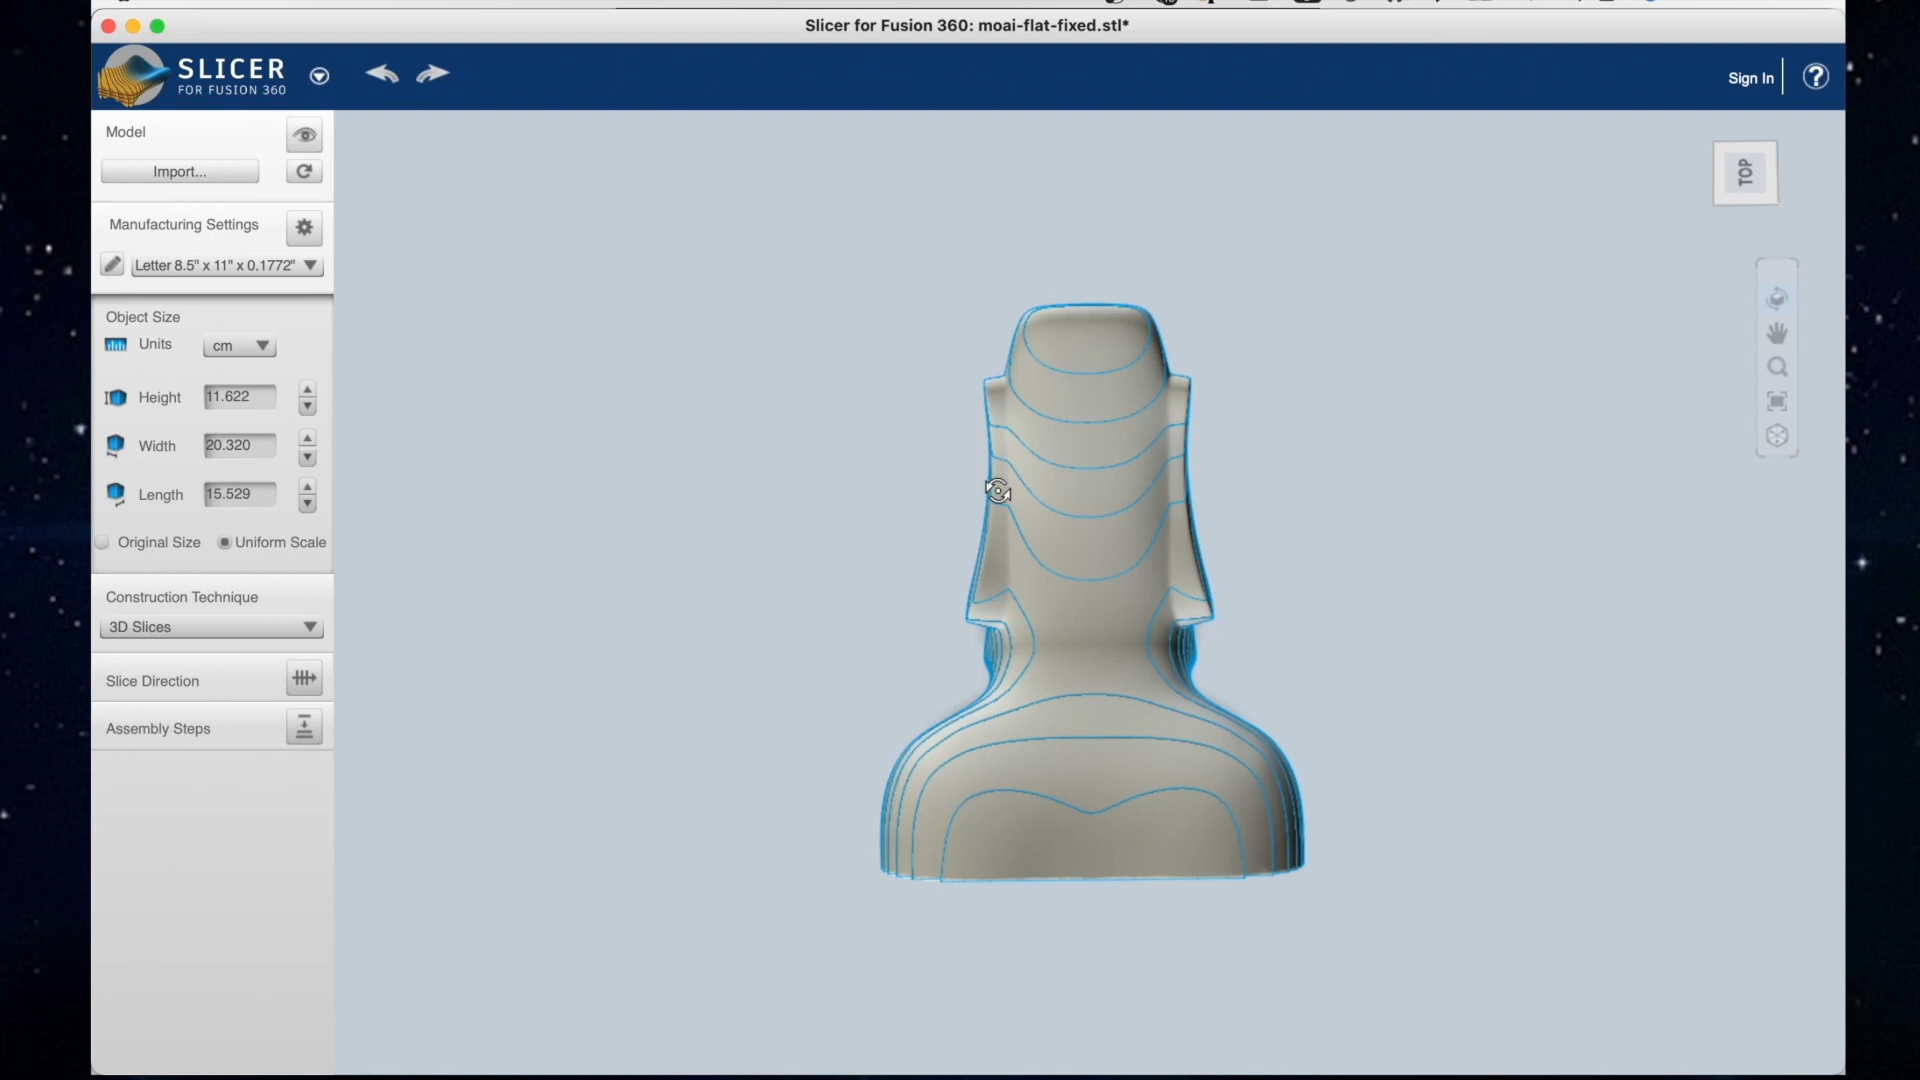 Slicer for Fusion 360: moai-flat-fixed.stl*
SLICER
FOR FUSION 360
Sign In
?
Model
Import...
Manufacturing Settings
Letter 8.5" x 11" x 0.1772"
Object Size
Units cm
Height 11.622
Width 20.320
Length 15.529
Original Size Uniform Scale
Construction Technique
3D Slices
Slice Direction
Assembly Steps
TOP